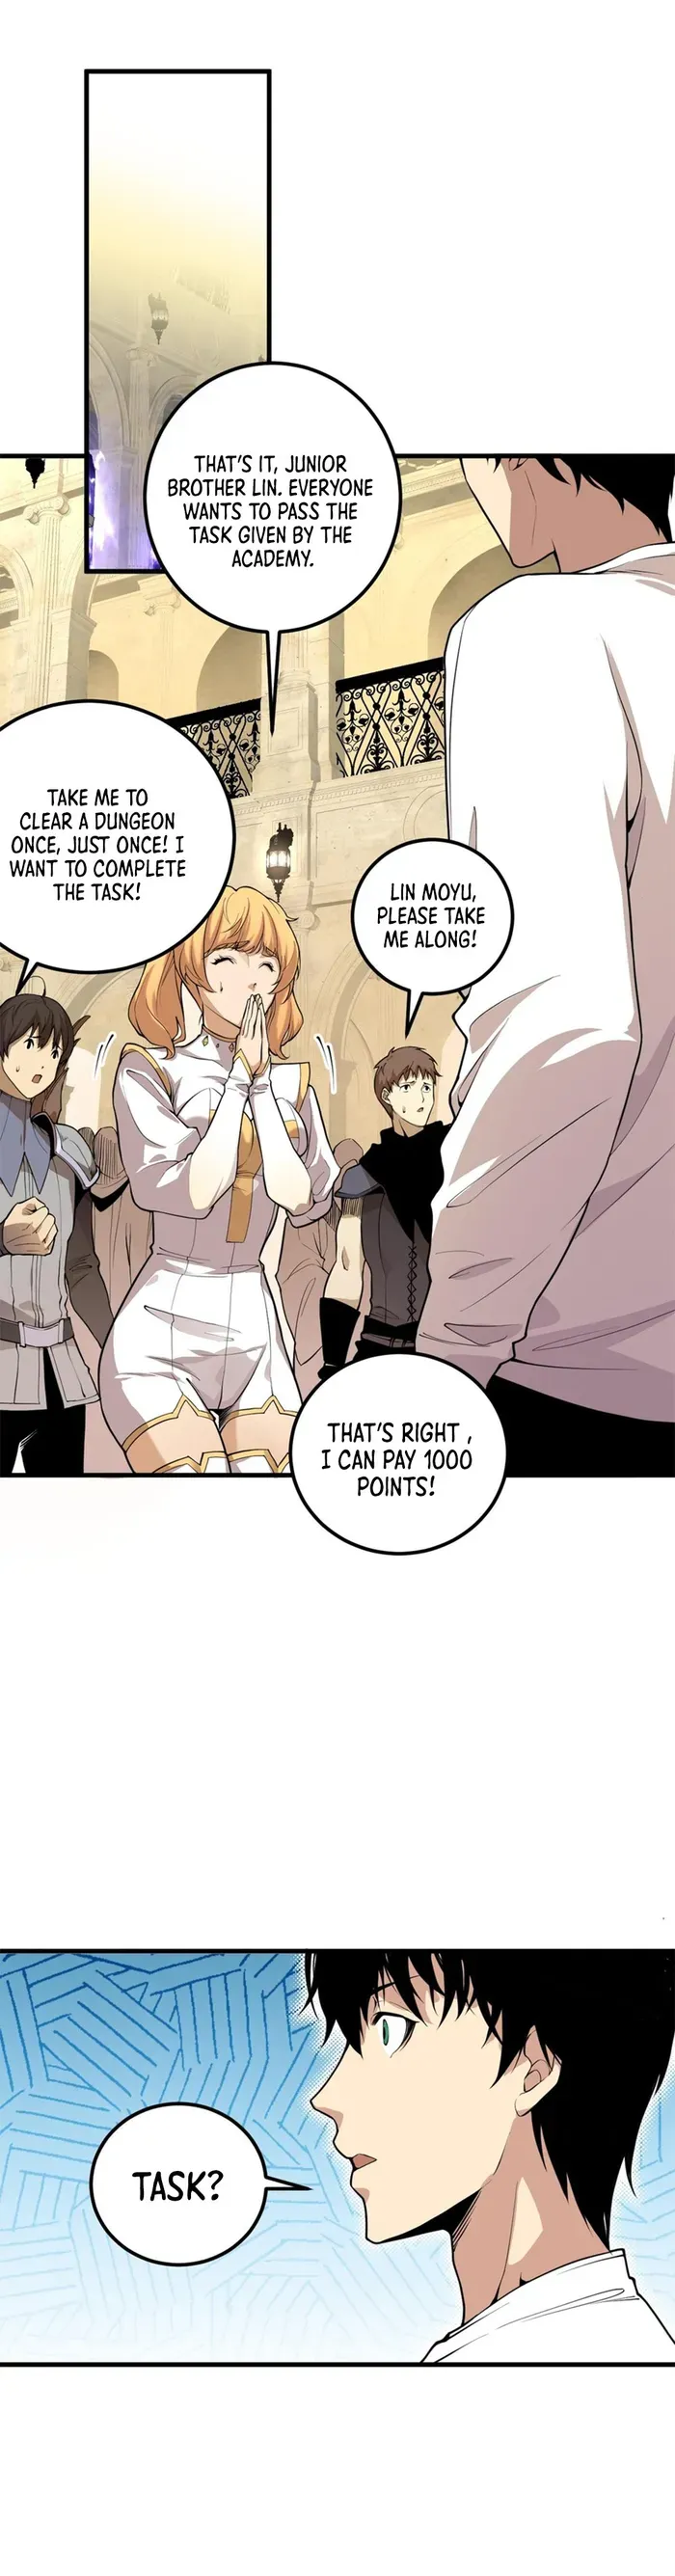 THAT'S IT, JUNIOR
BROTHER LIN. EVERYONE
WANTS TO PASS THE
TASK GIVEN BY THE
ACADEMY.
TAKE ME TO
CLEAR A DUNGEON
ONCE, JUST ONCE! I
WANT TO COMPLETE
THE TASK!
LIN MOYU,
PLEASE TAKE
ME ALONG!
THAT'S RIGHT ,
I CAN PAY 1000
POINTS!
TASK?